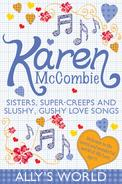 Karen
McCombie
SISTERS, SUPER-CREEPS AND
SLUSHY, GUSHY LOVE SONGS
ALLY'S WORLD